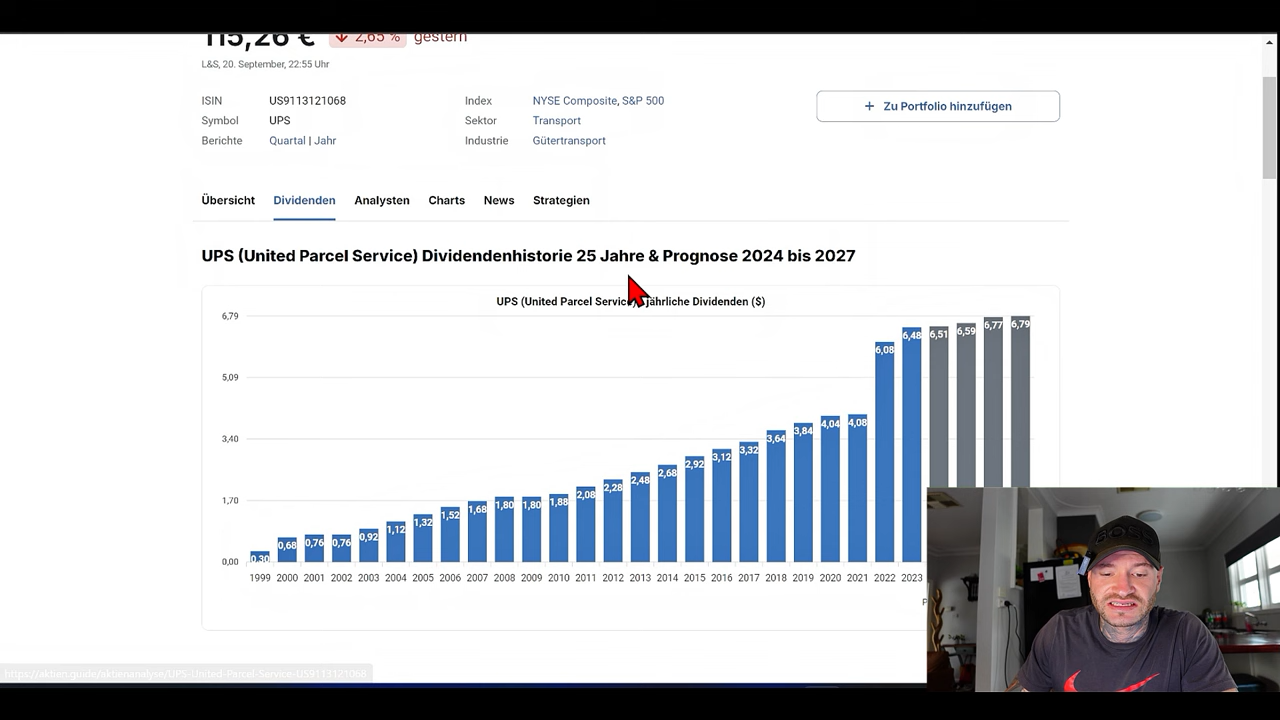 115,26 € 2,65 % gestern
L&S, 20. September, 22:55 Uhr
ISIN US9113121068 Index NYSE Composite, S&P 500 + Zu Portfolio hinzufügen
Symbol UPS Sektor Transport
Berichte Quartal | Jahr Industrie Gütertransport
Übersicht Dividenden Analysten Charts News Strategien
UPS (United Parcel Service) Dividendenhistorie 25 Jahre & Prognose 2024 bis 2027
UPS (United Parcel Service) jährliche Dividenden ($)
6,79
5,09
3,40
1,70
0,00
0,30 0,68 0,76 0,76 0,92 1,12 1,32 1,52 1,68 1,80 1,80 1,88 2,08 2,28 2,48 2,68 2,92 3,12 3,32 3,64 3,84 4,04 4,08 6,08 6,48 6,51 6,59 6,77 6,79
1999 2000 2001 2002 2003 2004 2005 2006 2007 2008 2009 2010 2011 2012 2013 2014 2015 2016 2017 2018 2019 2020 2021 2022 2023